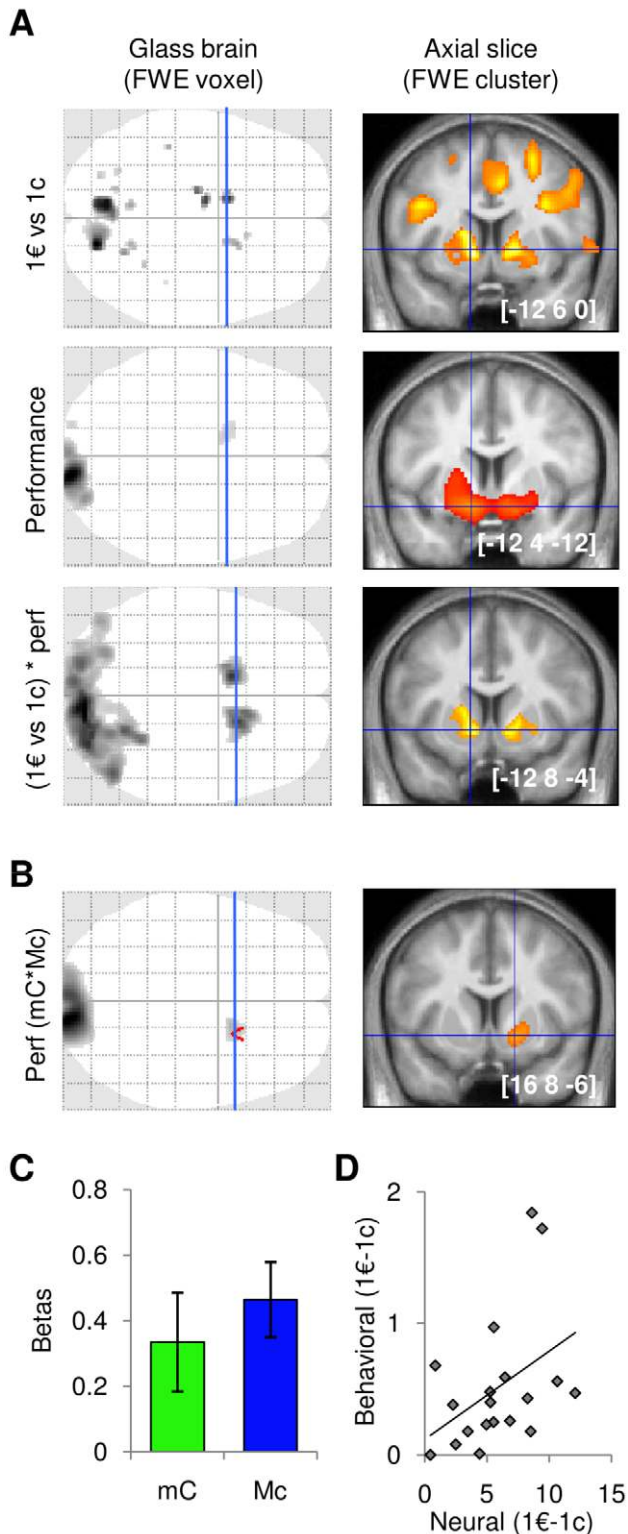 A
Glass brain
(FWE voxel)
Axial slice
(FWE cluster)
1€ vs 1c
[-12 6 0]
Performance
[-12 4 -12]
(1€ vs 1c) * perf
[-12 8 -4]
B
Perf (mC*Mc)
[16 8 -6]
C
Betas
0.8
0.6
0.4
0.2
0
mC
Mc
D
Behavioral (1€-1c)
2
1
0
0
5
10
15
Neural (1€-1c)